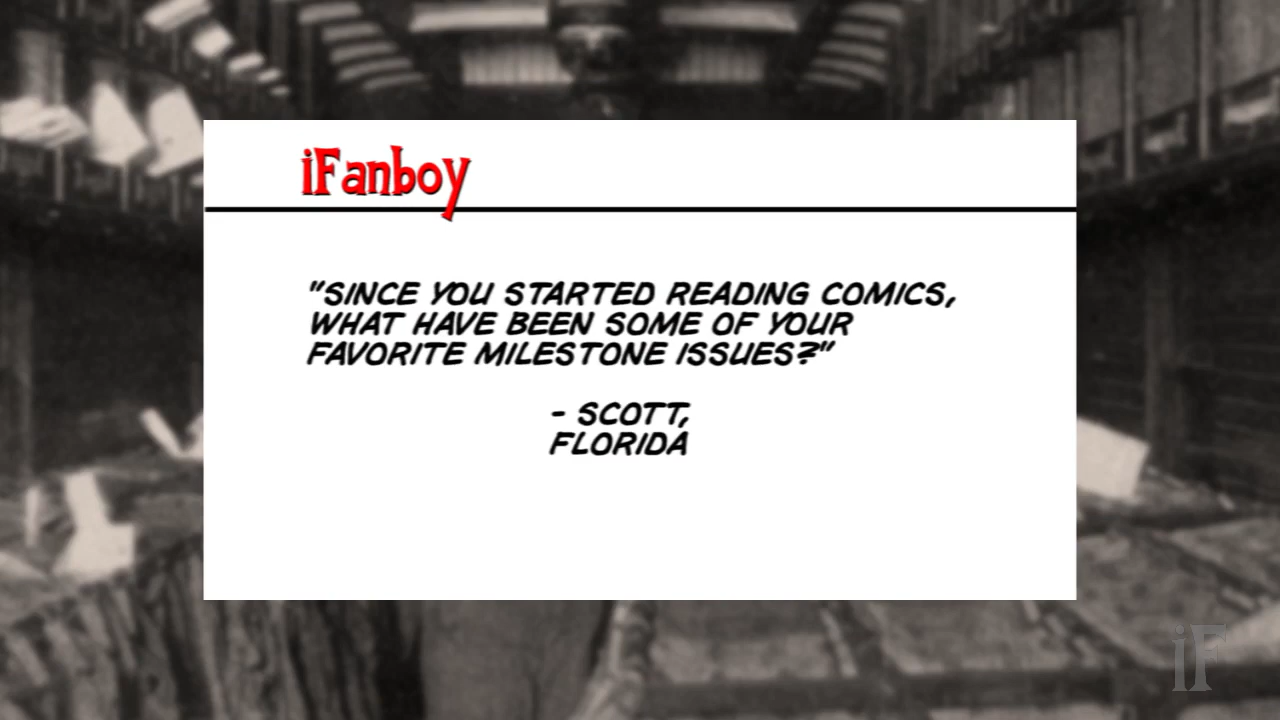 iFanboy
"SINCE YOU STARTED READING COMICS,
WHAT HAVE BEEN SOME OF YOUR
FAVORITE MILESTONE ISSUES?"
- SCOTT,
FLORIDA
iF